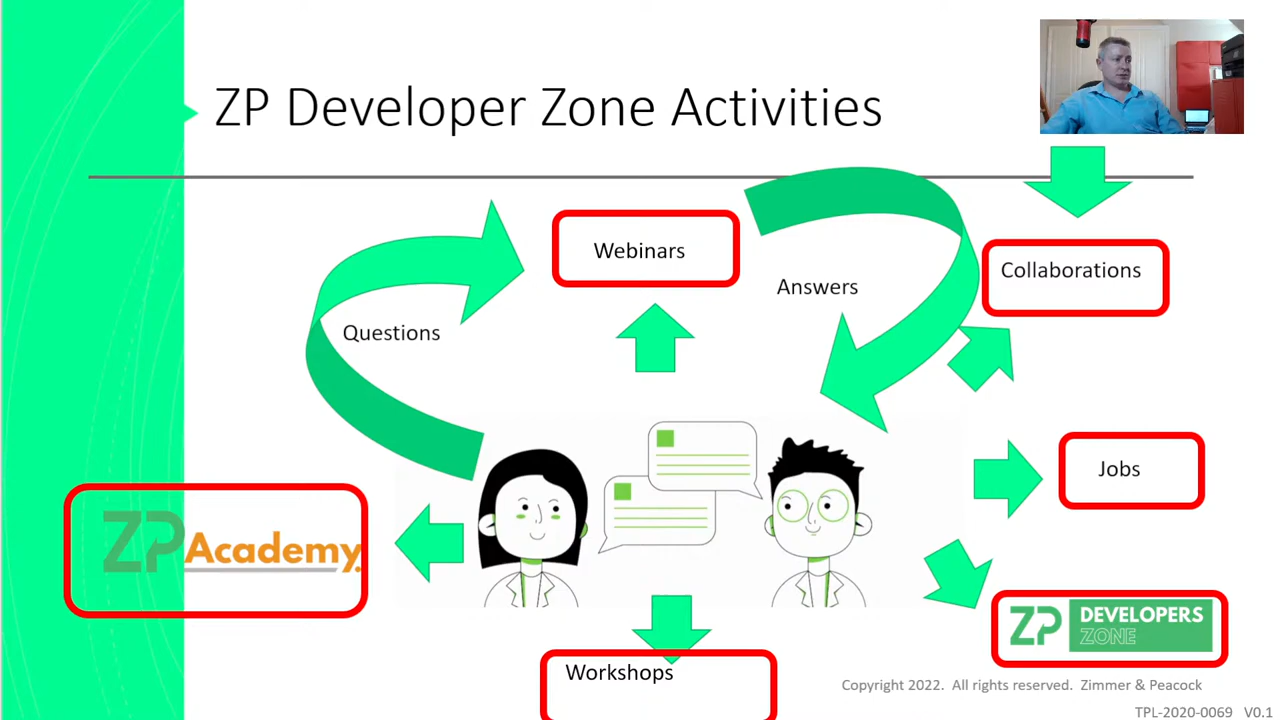 ZP Developer Zone Activities
Webinars
Collaborations
Answers
Questions
Jobs
ZP Academy
ZP DEVELOPERS
ZONE
Workshops
Copyright 2022. All rights reserved. Zimmer & Peacock
TPL-2020-0069 V0.1